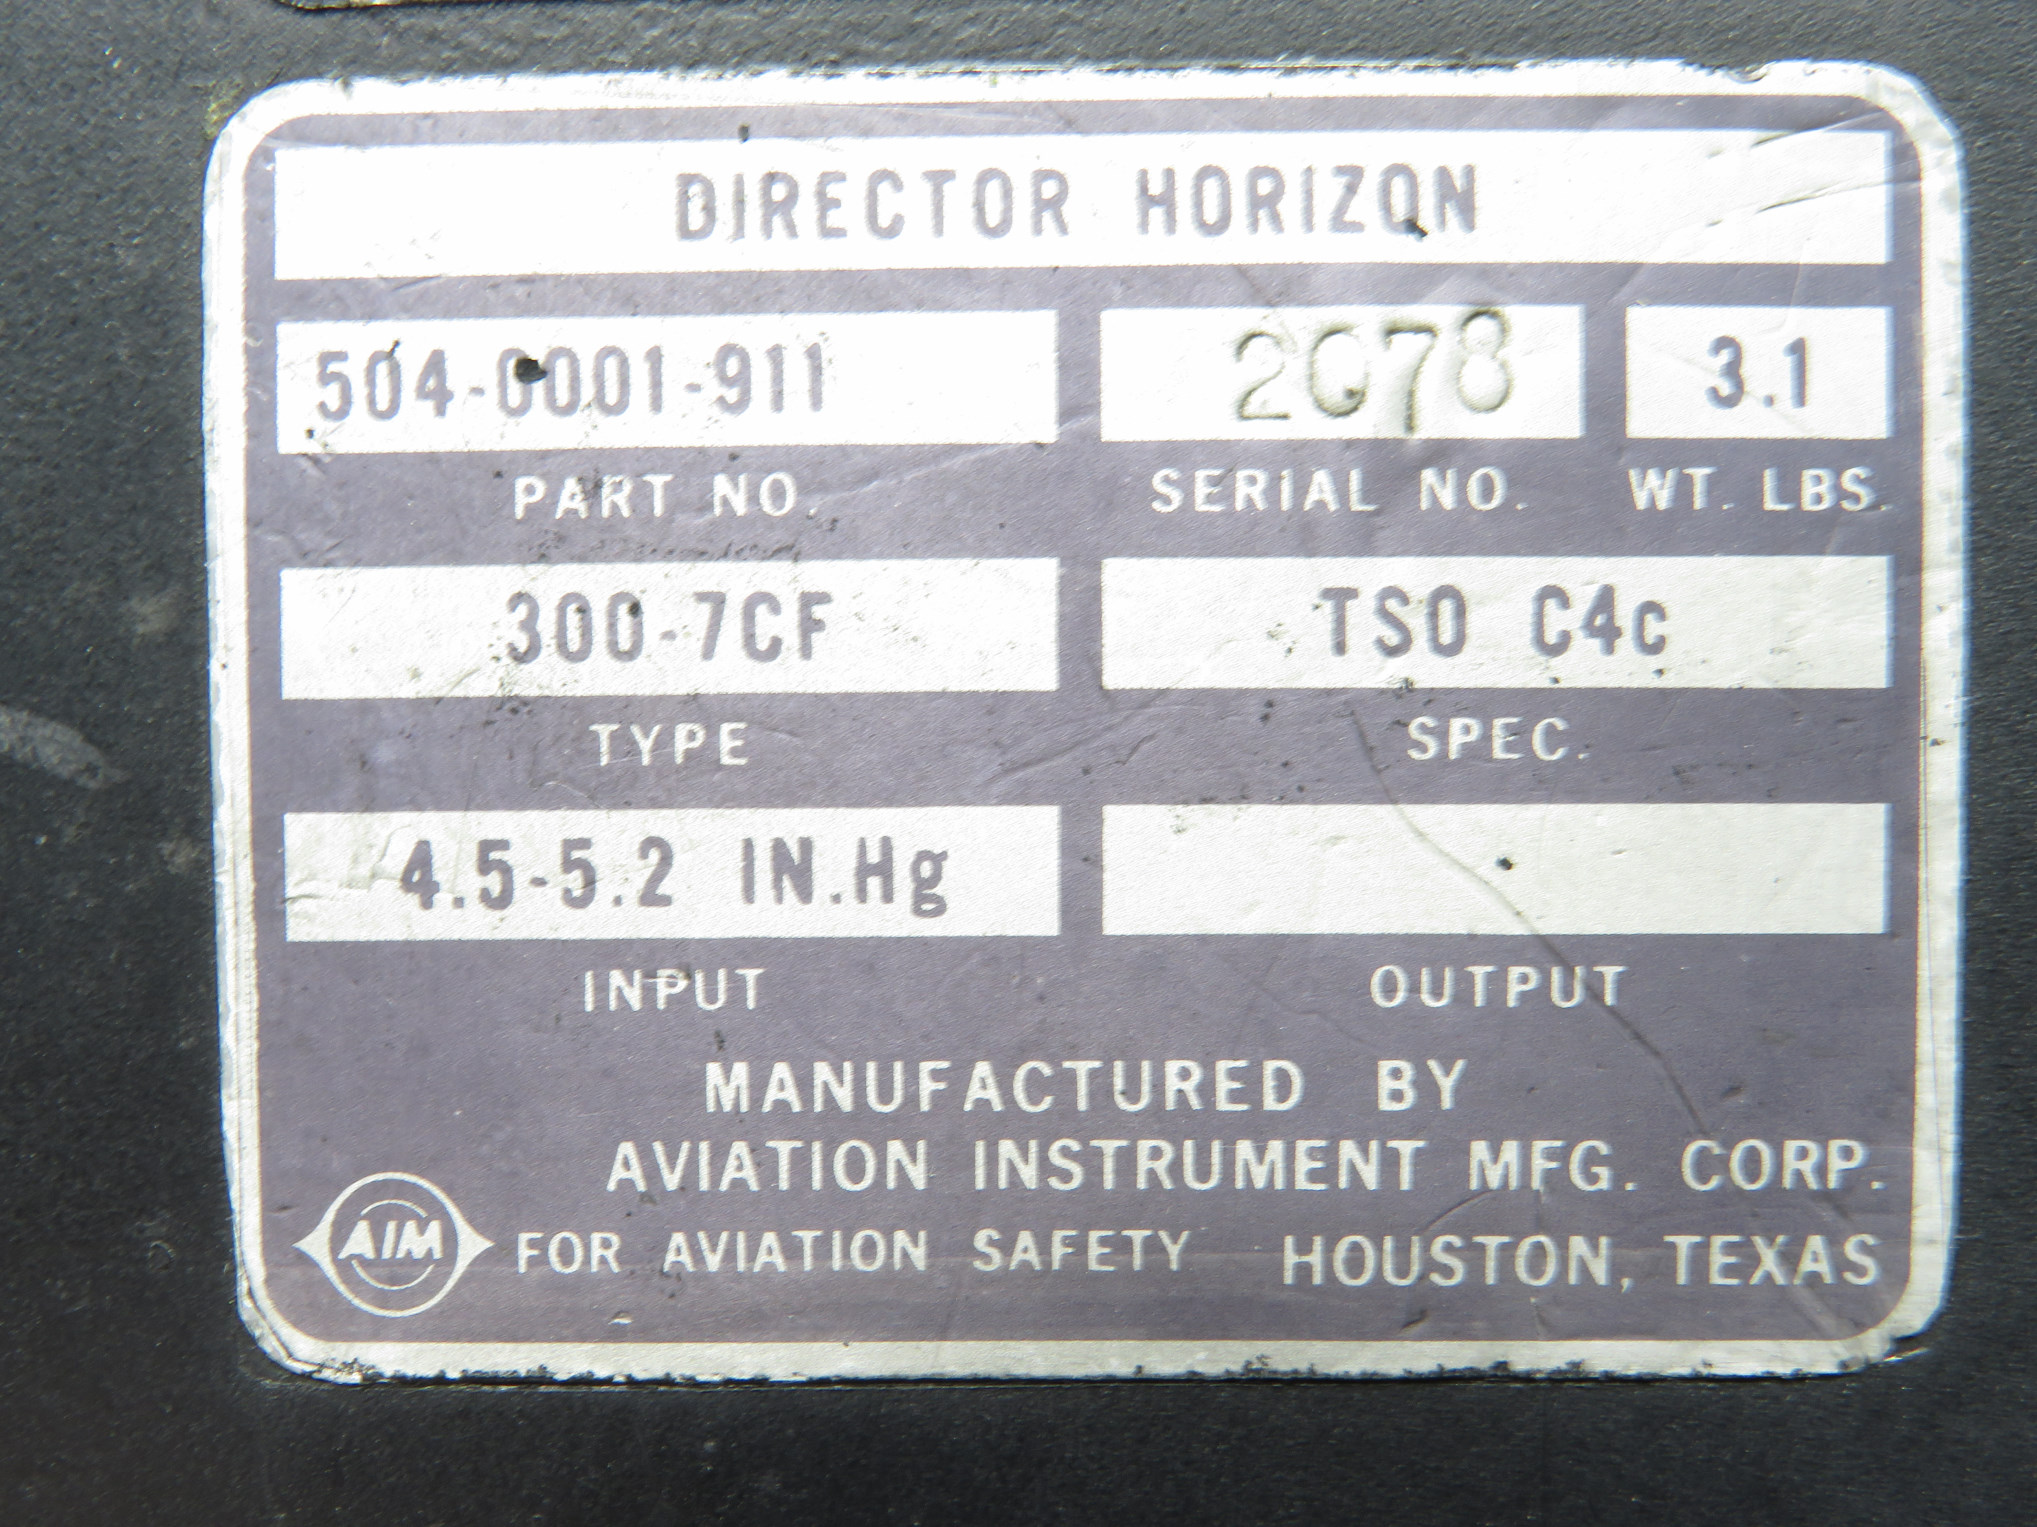 DIRECTOR HORIZON
504-0001-911 2G78 3.1
PART NO. SERIAL NO. WT. LBS.
300-7CF TSO C4c
TYPE SPEC.
4.5-5.2 IN.Hg
INPUT OUTPUT
MANUFACTURED BY
AVIATION INSTRUMENT MFG. CORP.
AIM FOR AVIATION SAFETY HOUSTON, TEXAS